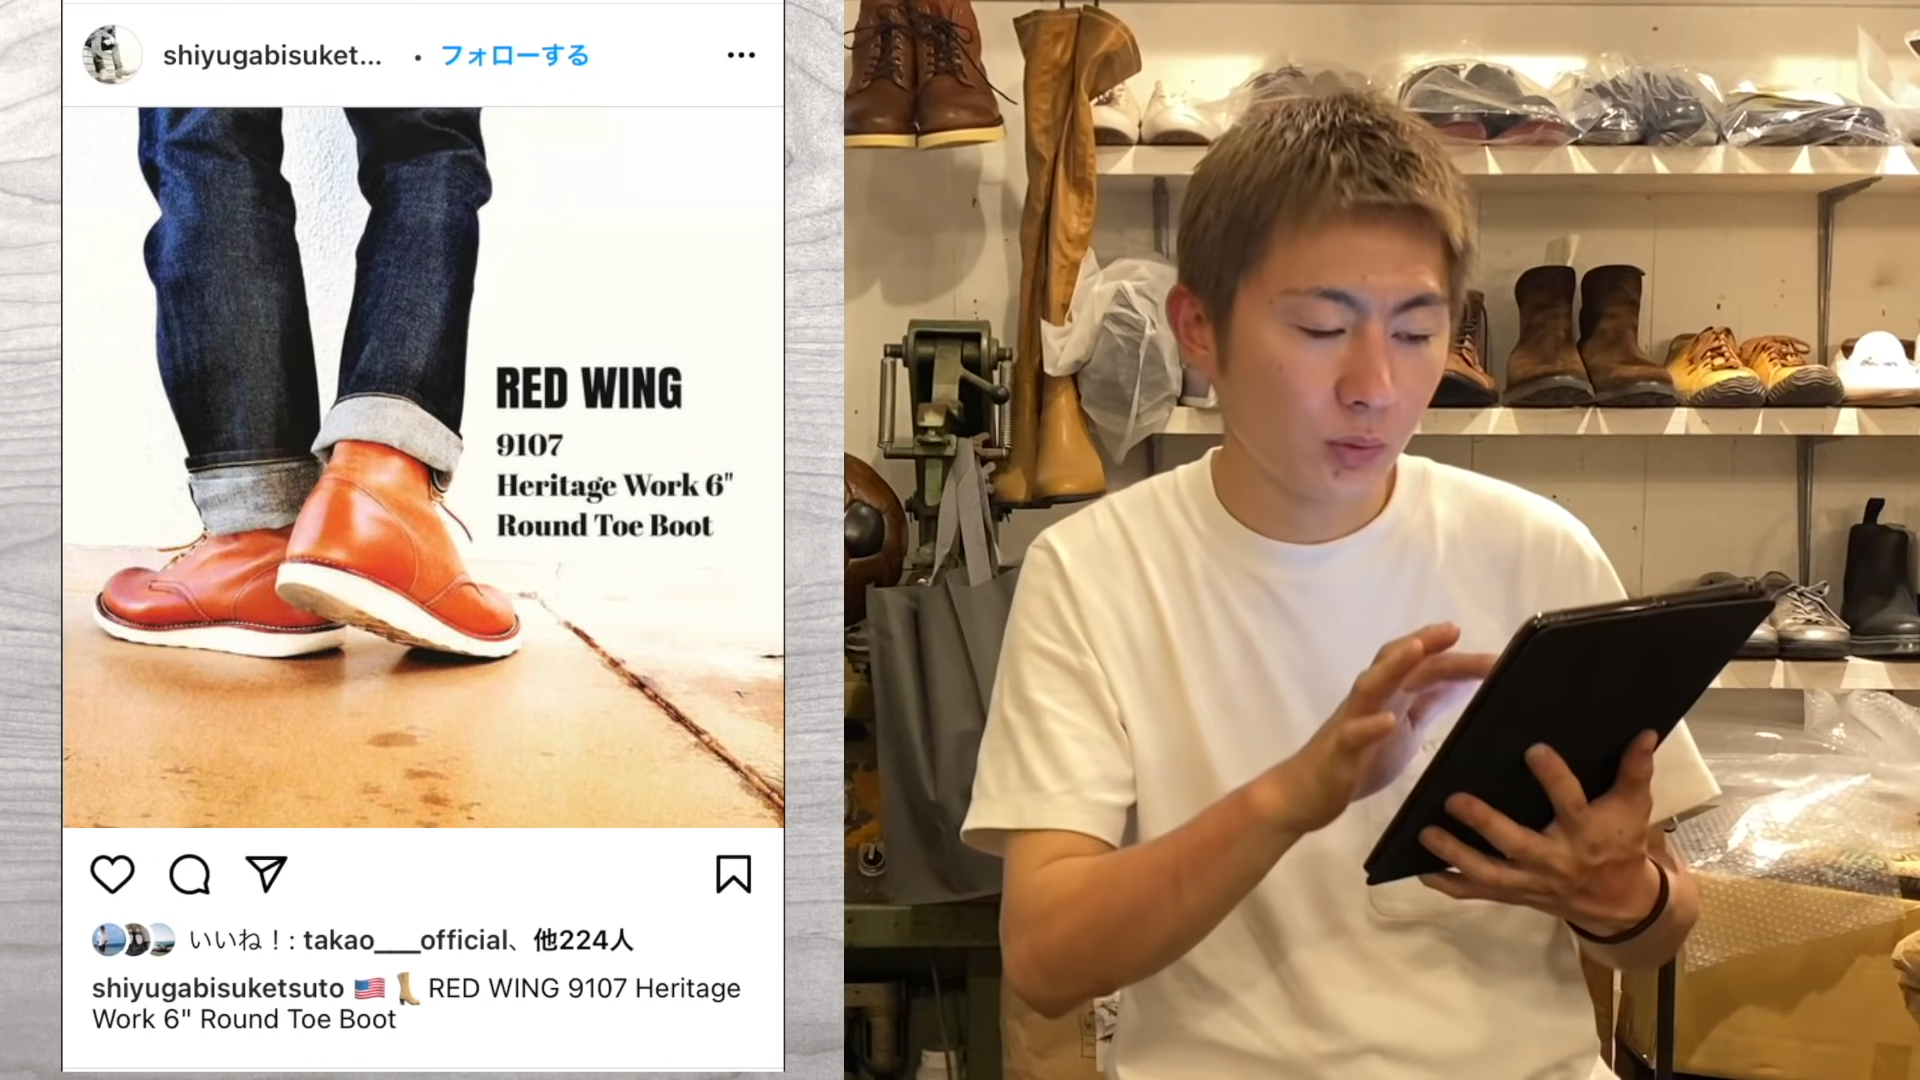 shiyugabisuket... • フォローする
RED WING
9107
Heritage Work 6"
Round Toe Boot
いいね！: takao___official、他224人
shiyugabisuketsuto 🇺🇸👢 RED WING 9107 Heritage
Work 6" Round Toe Boot